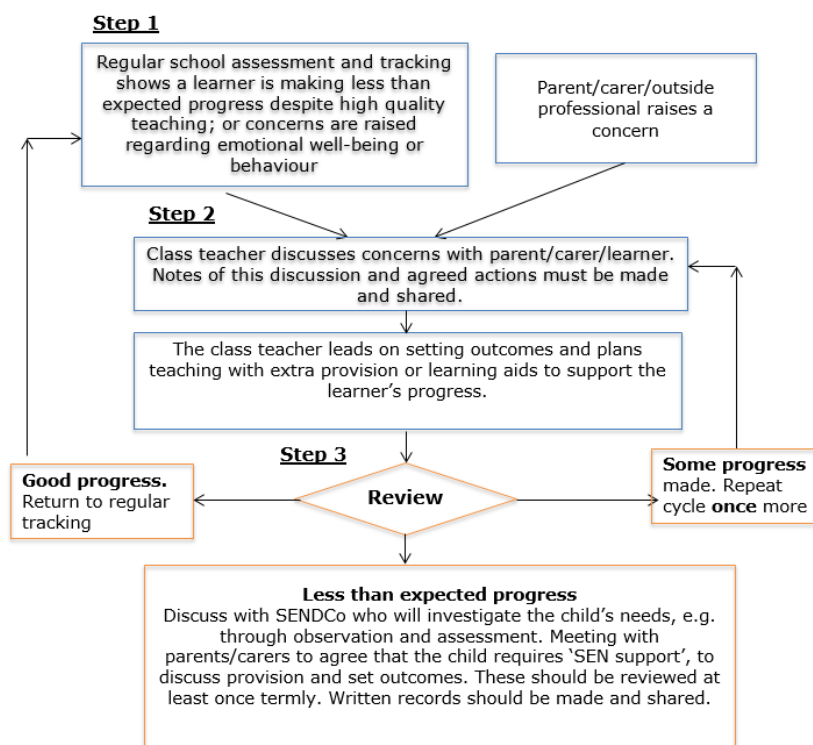 Step 1
Regular school assessment and tracking
shows a learner is making less than
expected progress despite high quality
teaching; or concerns are raised
regarding emotional well-being or
behaviour
Parent/carer/outside
professional raises a
concern
Step 2
Class teacher discusses concerns with parent/carer/learner.
Notes of this discussion and agreed actions must be made
and shared.
The class teacher leads on setting outcomes and plans
teaching with extra provision or learning aids to support the
learner’s progress.
Step 3
Good progress.
Return to regular
tracking
Review
Some progress
made. Repeat
cycle once more
Less than expected progress
Discuss with SENDCo who will investigate the child’s needs, e.g.
through observation and assessment. Meeting with
parents/carers to agree that the child requires ‘SEN support’, to
discuss provision and set outcomes. These should be reviewed at
least once termly. Written records should be made and shared.